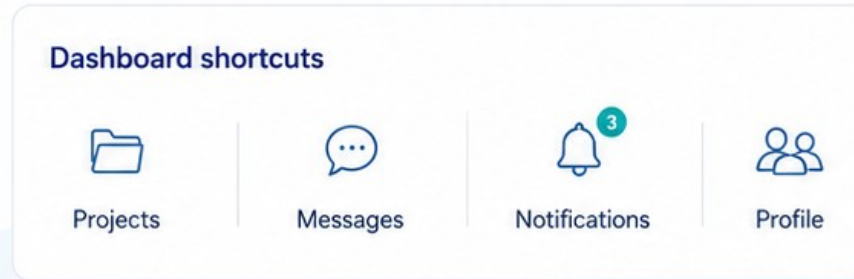 Dashboard shortcuts
3
Projects
Messages
Notifications
Profile